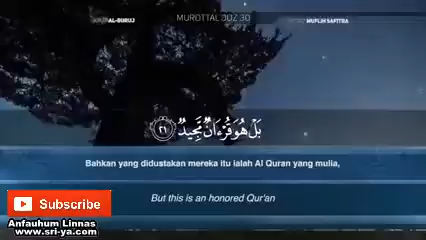 MUROTTAL JUZ 30
AL-BURUJ
MUFLIH SAFITRA
بَلْ هُوَ قُرْءَانٌ مَّجِيدٌ ٢١
Bahkan yang didustakan mereka itu ialah Al Quran yang mulia,
But this is an honored Qur'an
Subscribe
Anfauhum Linnas
www.sri-ya.com